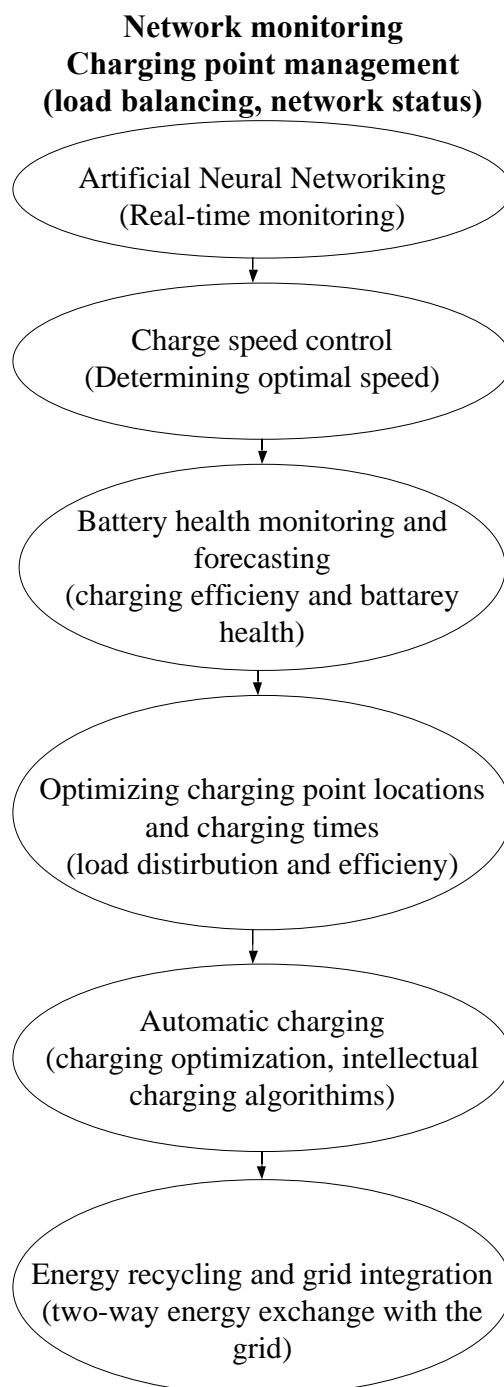 Network monitoring
Charging point management
(load balancing, network status)
Artificial Neural Networiking
(Real-time monitoring)
Charge speed control
(Determining optimal speed)
Battery health monitoring and
forecasting
(charging efficieny and battarey
health)
Optimizing charging point locations
and charging times
(load distirbution and efficieny)
Automatic charging
(charging optimization, intellectual
charging algorithims)
Energy recycling and grid integration
(two-way energy exchange with the
grid)